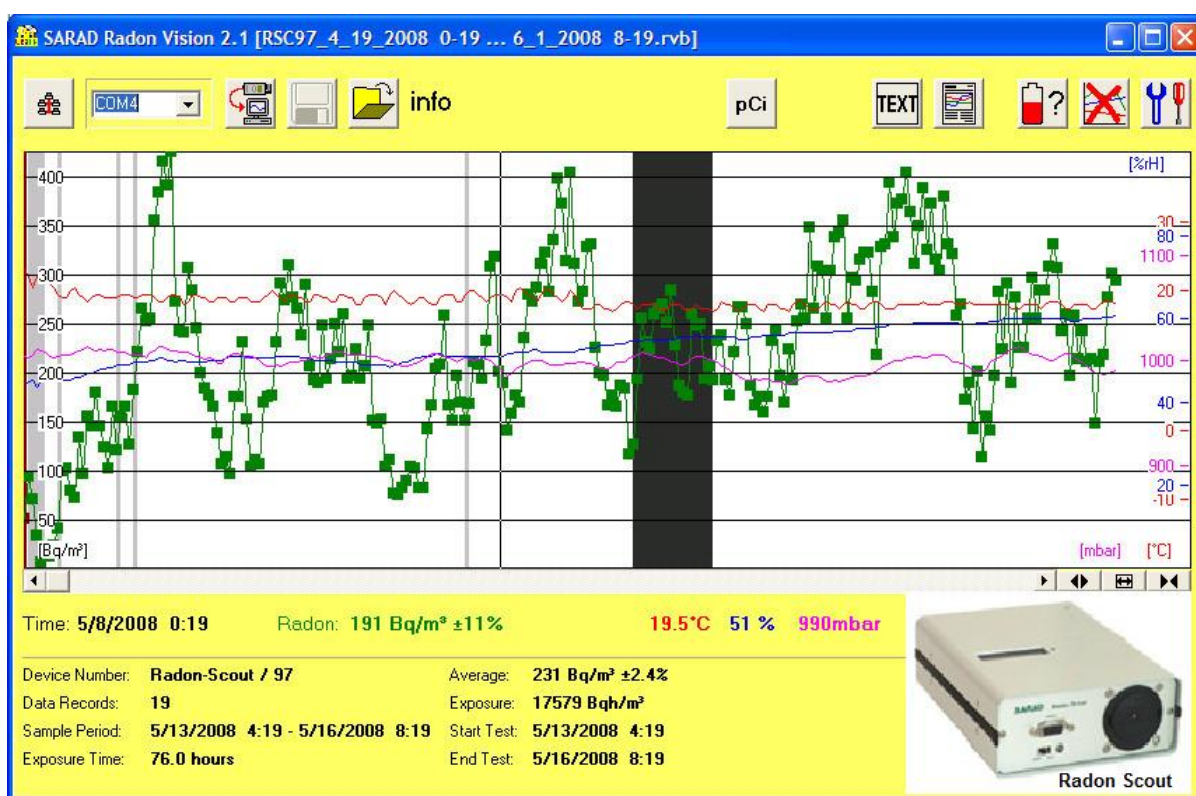 SARAD Radon Vision 2.1 [RSC97_4_19_2008 0-19 ... 6_1_2008 8-19.rvb]
COM4
info
pCi
TEXT
?
[%rH]
400
350
300
250
200
150
100
50
[Bq/m³]
30
80
1100
20
60
1000
40
0
900
20
-10
[mbar]
[°C]
Time: 5/8/2008 0:19 Radon: 191 Bq/m³ ±11% 19.5°C 51 % 990mbar
Device Number: Radon-Scout / 97 Average: 231 Bq/m³ ±2.4%
Data Records: 19 Exposure: 17579 Bqh/m³
Sample Period: 5/13/2008 4:19 - 5/16/2008 8:19 Start Test: 5/13/2008 4:19
Exposure Time: 76.0 hours End Test: 5/16/2008 8:19
SARAD
Radon Scout